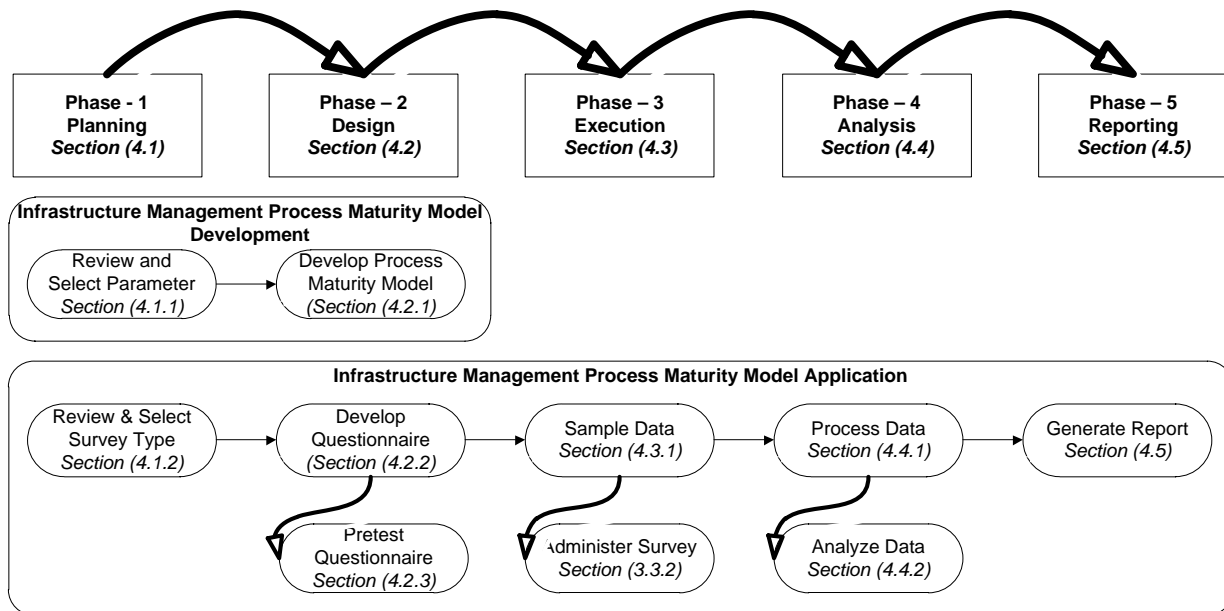 Phase - 1
Planning
Section (4.1)
Phase – 2
Design
Section (4.2)
Phase – 3
Execution
Section (4.3)
Phase – 4
Analysis
Section (4.4)
Phase – 5
Reporting
Section (4.5)
Infrastructure Management Process Maturity Model
Development
Review and
Select Parameter
Section (4.1.1)
Develop Process
Maturity Model
(Section (4.2.1)
Infrastructure Management Process Maturity Model Application
Review & Select
Survey Type
Section (4.1.2)
Develop
Questionnaire
(Section (4.2.2)
Sample Data
Section (4.3.1)
Process Data
Section (4.4.1)
Generate Report
Section (4.5)
Pretest
Questionnaire
Section (4.2.3)
Administer Survey
Section (3.3.2)
Analyze Data
Section (4.4.2)